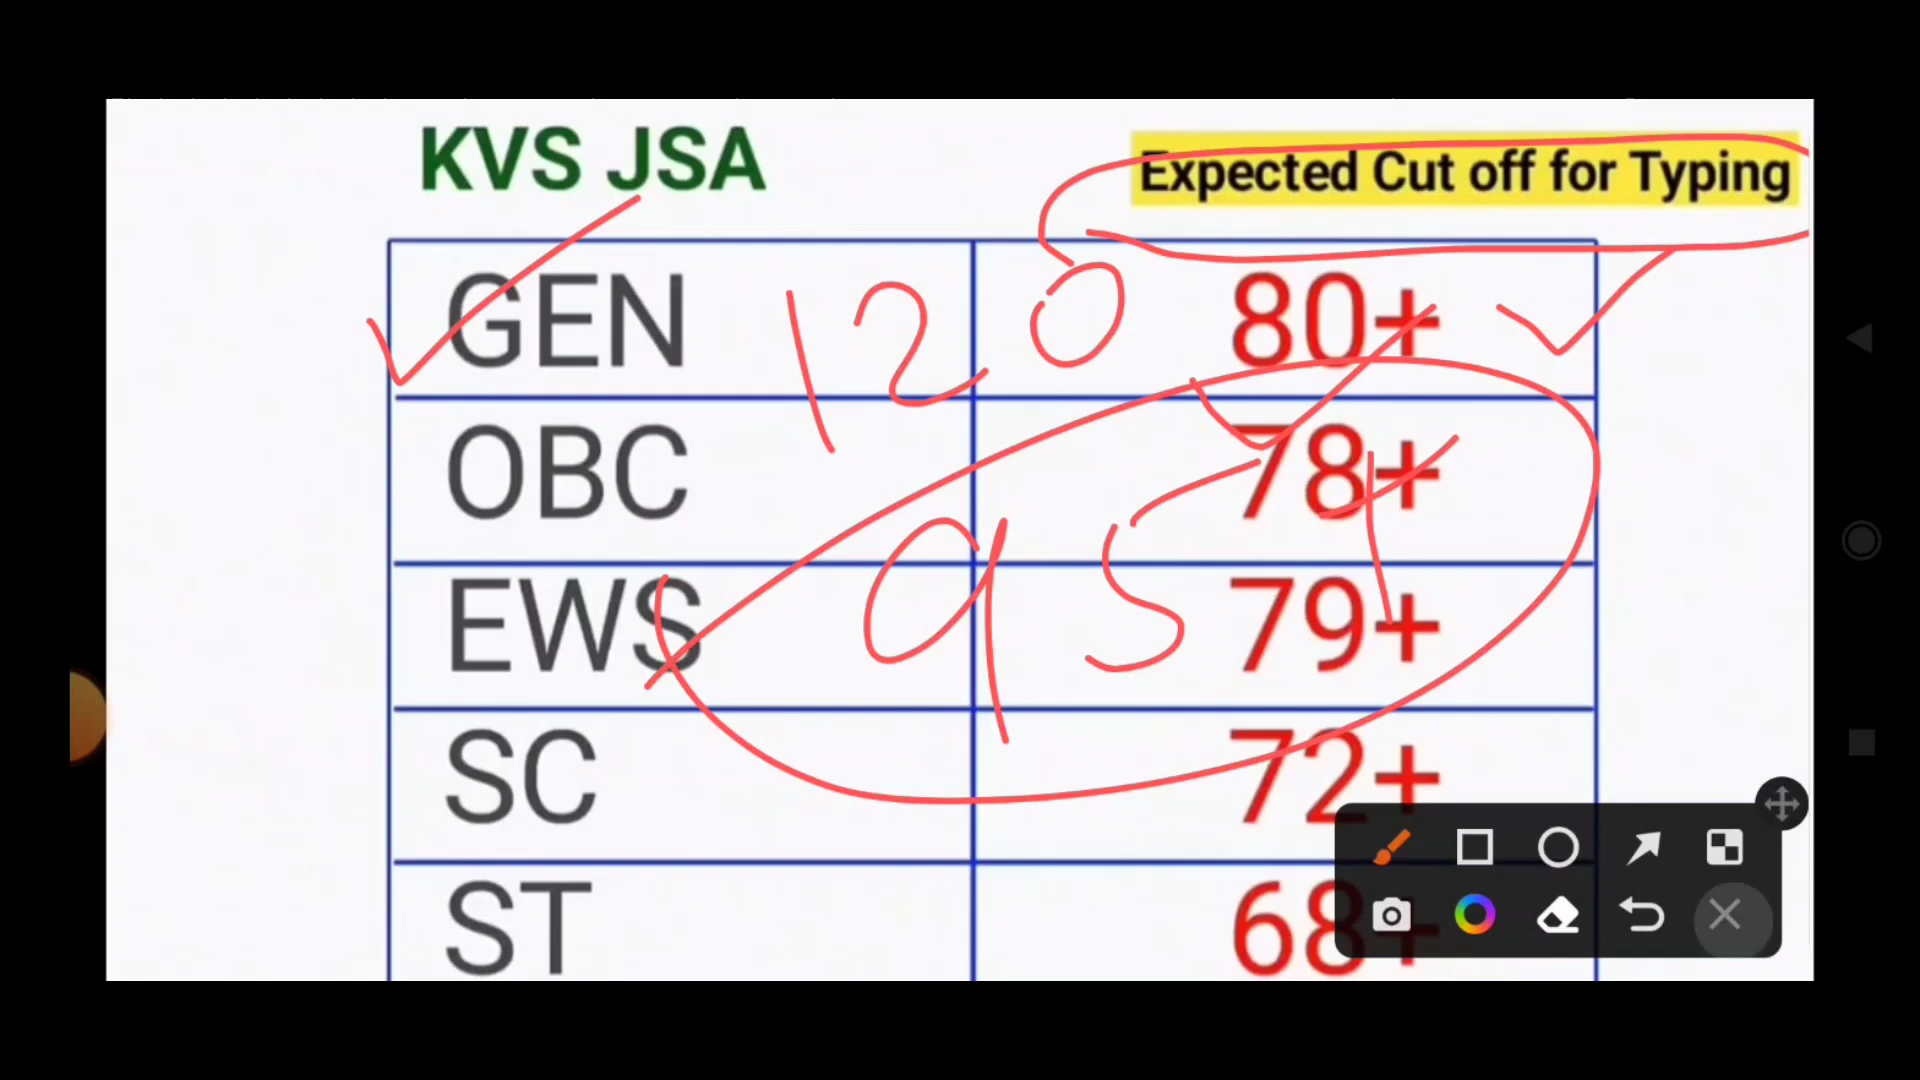 KVS JSA Expected Cut off for Typing
GEN 120 80+
OBC 78+
EWS 95+ 79+
SC 72+
ST 68+